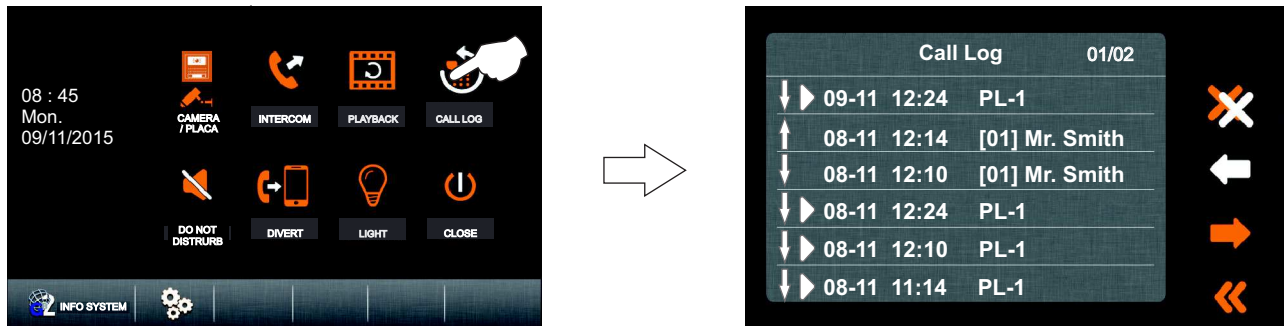 08 : 45
Mon.
09/11/2015
CAMERA
/ PLACA
INTERCOM
PLAYBACK
CALL LOG
DO NOT
DISTRURB
DIVERT
LIGHT
CLOSE
G2 INFO SYSTEM
Call Log 01/02
09-11 12:24 PL-1
08-11 12:14 [01] Mr. Smith
08-11 12:10 [01] Mr. Smith
08-11 12:24 PL-1
08-11 12:10 PL-1
08-11 11:14 PL-1